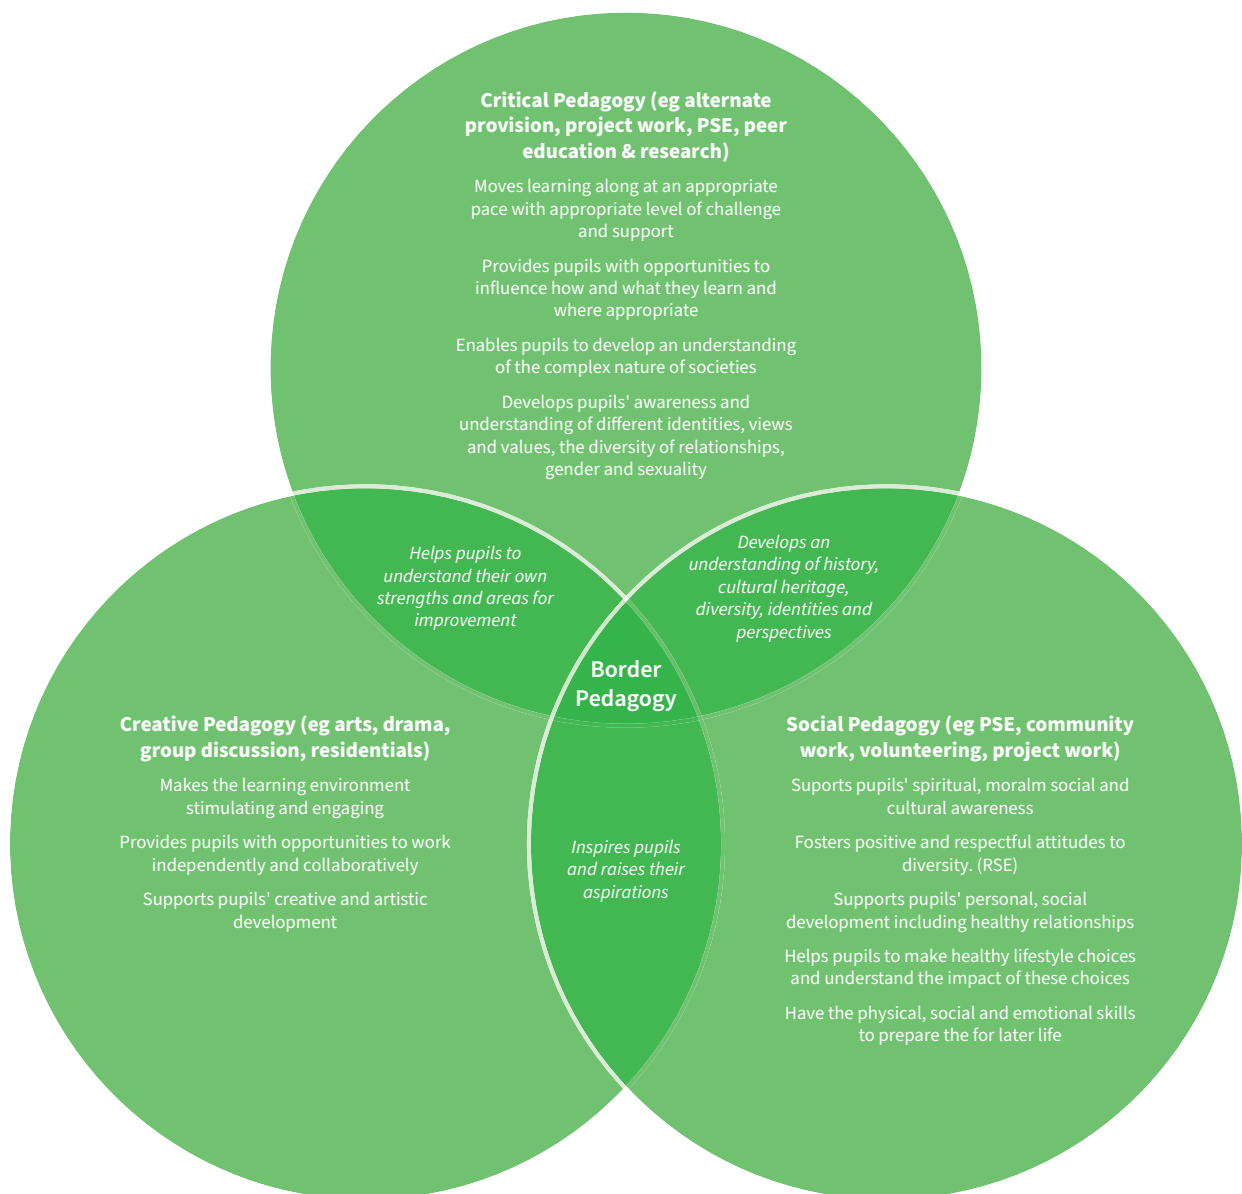 Critical Pedagogy (eg alternate
provision, project work, PSE, peer
education & research)
Moves learning along at an appropriate
pace with appropriate level of challenge
and support
Provides pupils with opportunities to
influence how and what they learn and
where appropriate
Enables pupils to develop an understanding
of the complex nature of societies
Develops pupils' awareness and
understanding of different identities, views
and values, the diversity of relationships,
gender and sexuality
Helps pupils to
understand their own
strengths and areas for
improvement
Develops an
understanding of history,
cultural heritage,
diversity, identities and
perspectives
Border
Pedagogy
Creative Pedagogy (eg arts, drama,
group discussion, residentials)
Makes the learning environment
stimulating and engaging
Provides pupils with opportunities to work
independently and collaboratively
Supports pupils' creative and artistic
development
Inspires pupils
and raises their
aspirations
Social Pedagogy (eg PSE, community
work, volunteering, project work)
Suports pupils' spiritual, moralm social and
cultural awareness
Fosters positive and respectful attitudes to
diversity. (RSE)
Supports pupils' personal, social
development including healthy relationships
Helps pupils to make healthy lifestyle choices
and understand the impact of these choices
Have the physical, social and emotional skills
to prepare the for later life